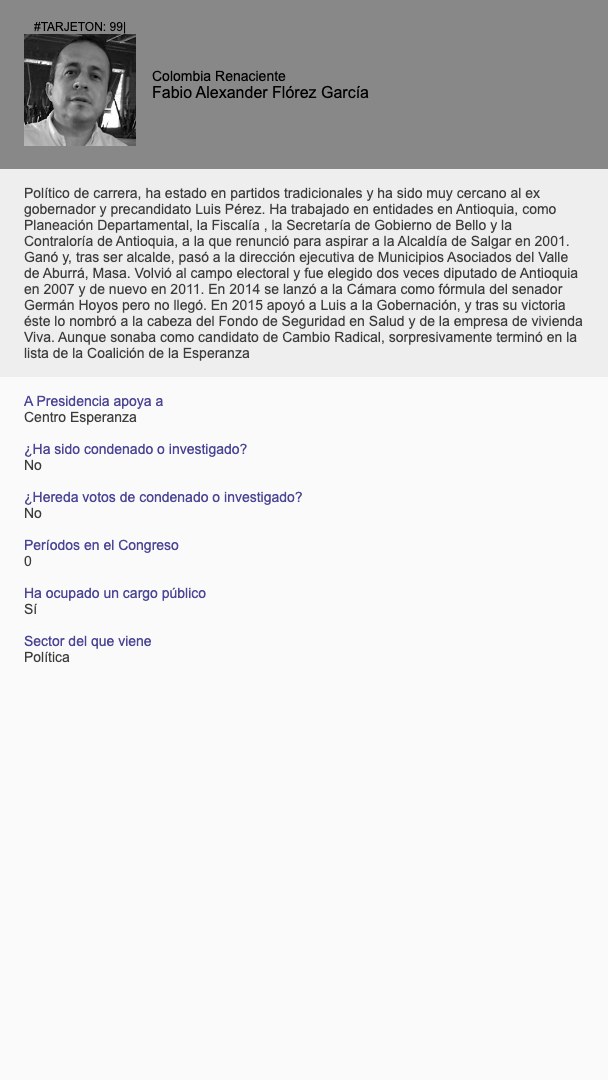 #TARJETON: 99|
Colombia Renaciente
Fabio Alexander Flórez García
Político de carrera, ha estado en partidos tradicionales y ha sido muy cercano al ex
gobernador y precandidato Luis Pérez. Ha trabajado en entidades en Antioquia, como
Planeación Departamental, la Fiscalía , la Secretaría de Gobierno de Bello y la
Contraloría de Antioquia, a la que renunció para aspirar a la Alcaldía de Salgar en 2001.
Ganó y, tras ser alcalde, pasó a la dirección ejecutiva de Municipios Asociados del Valle
de Aburrá, Masa. Volvió al campo electoral y fue elegido dos veces diputado de Antioquia
en 2007 y de nuevo en 2011. En 2014 se lanzó a la Cámara como fórmula del senador
Germán Hoyos pero no llegó. En 2015 apoyó a Luis a la Gobernación, y tras su victoria
éste lo nombró a la cabeza del Fondo de Seguridad en Salud y de la empresa de vivienda
Viva. Aunque sonaba como candidato de Cambio Radical, sorpresivamente terminó en la
lista de la Coalición de la Esperanza
A Presidencia apoya a
Centro Esperanza
¿Ha sido condenado o investigado?
No
¿Hereda votos de condenado o investigado?
No
Períodos en el Congreso
0
Ha ocupado un cargo público
Sí
Sector del que viene
Política